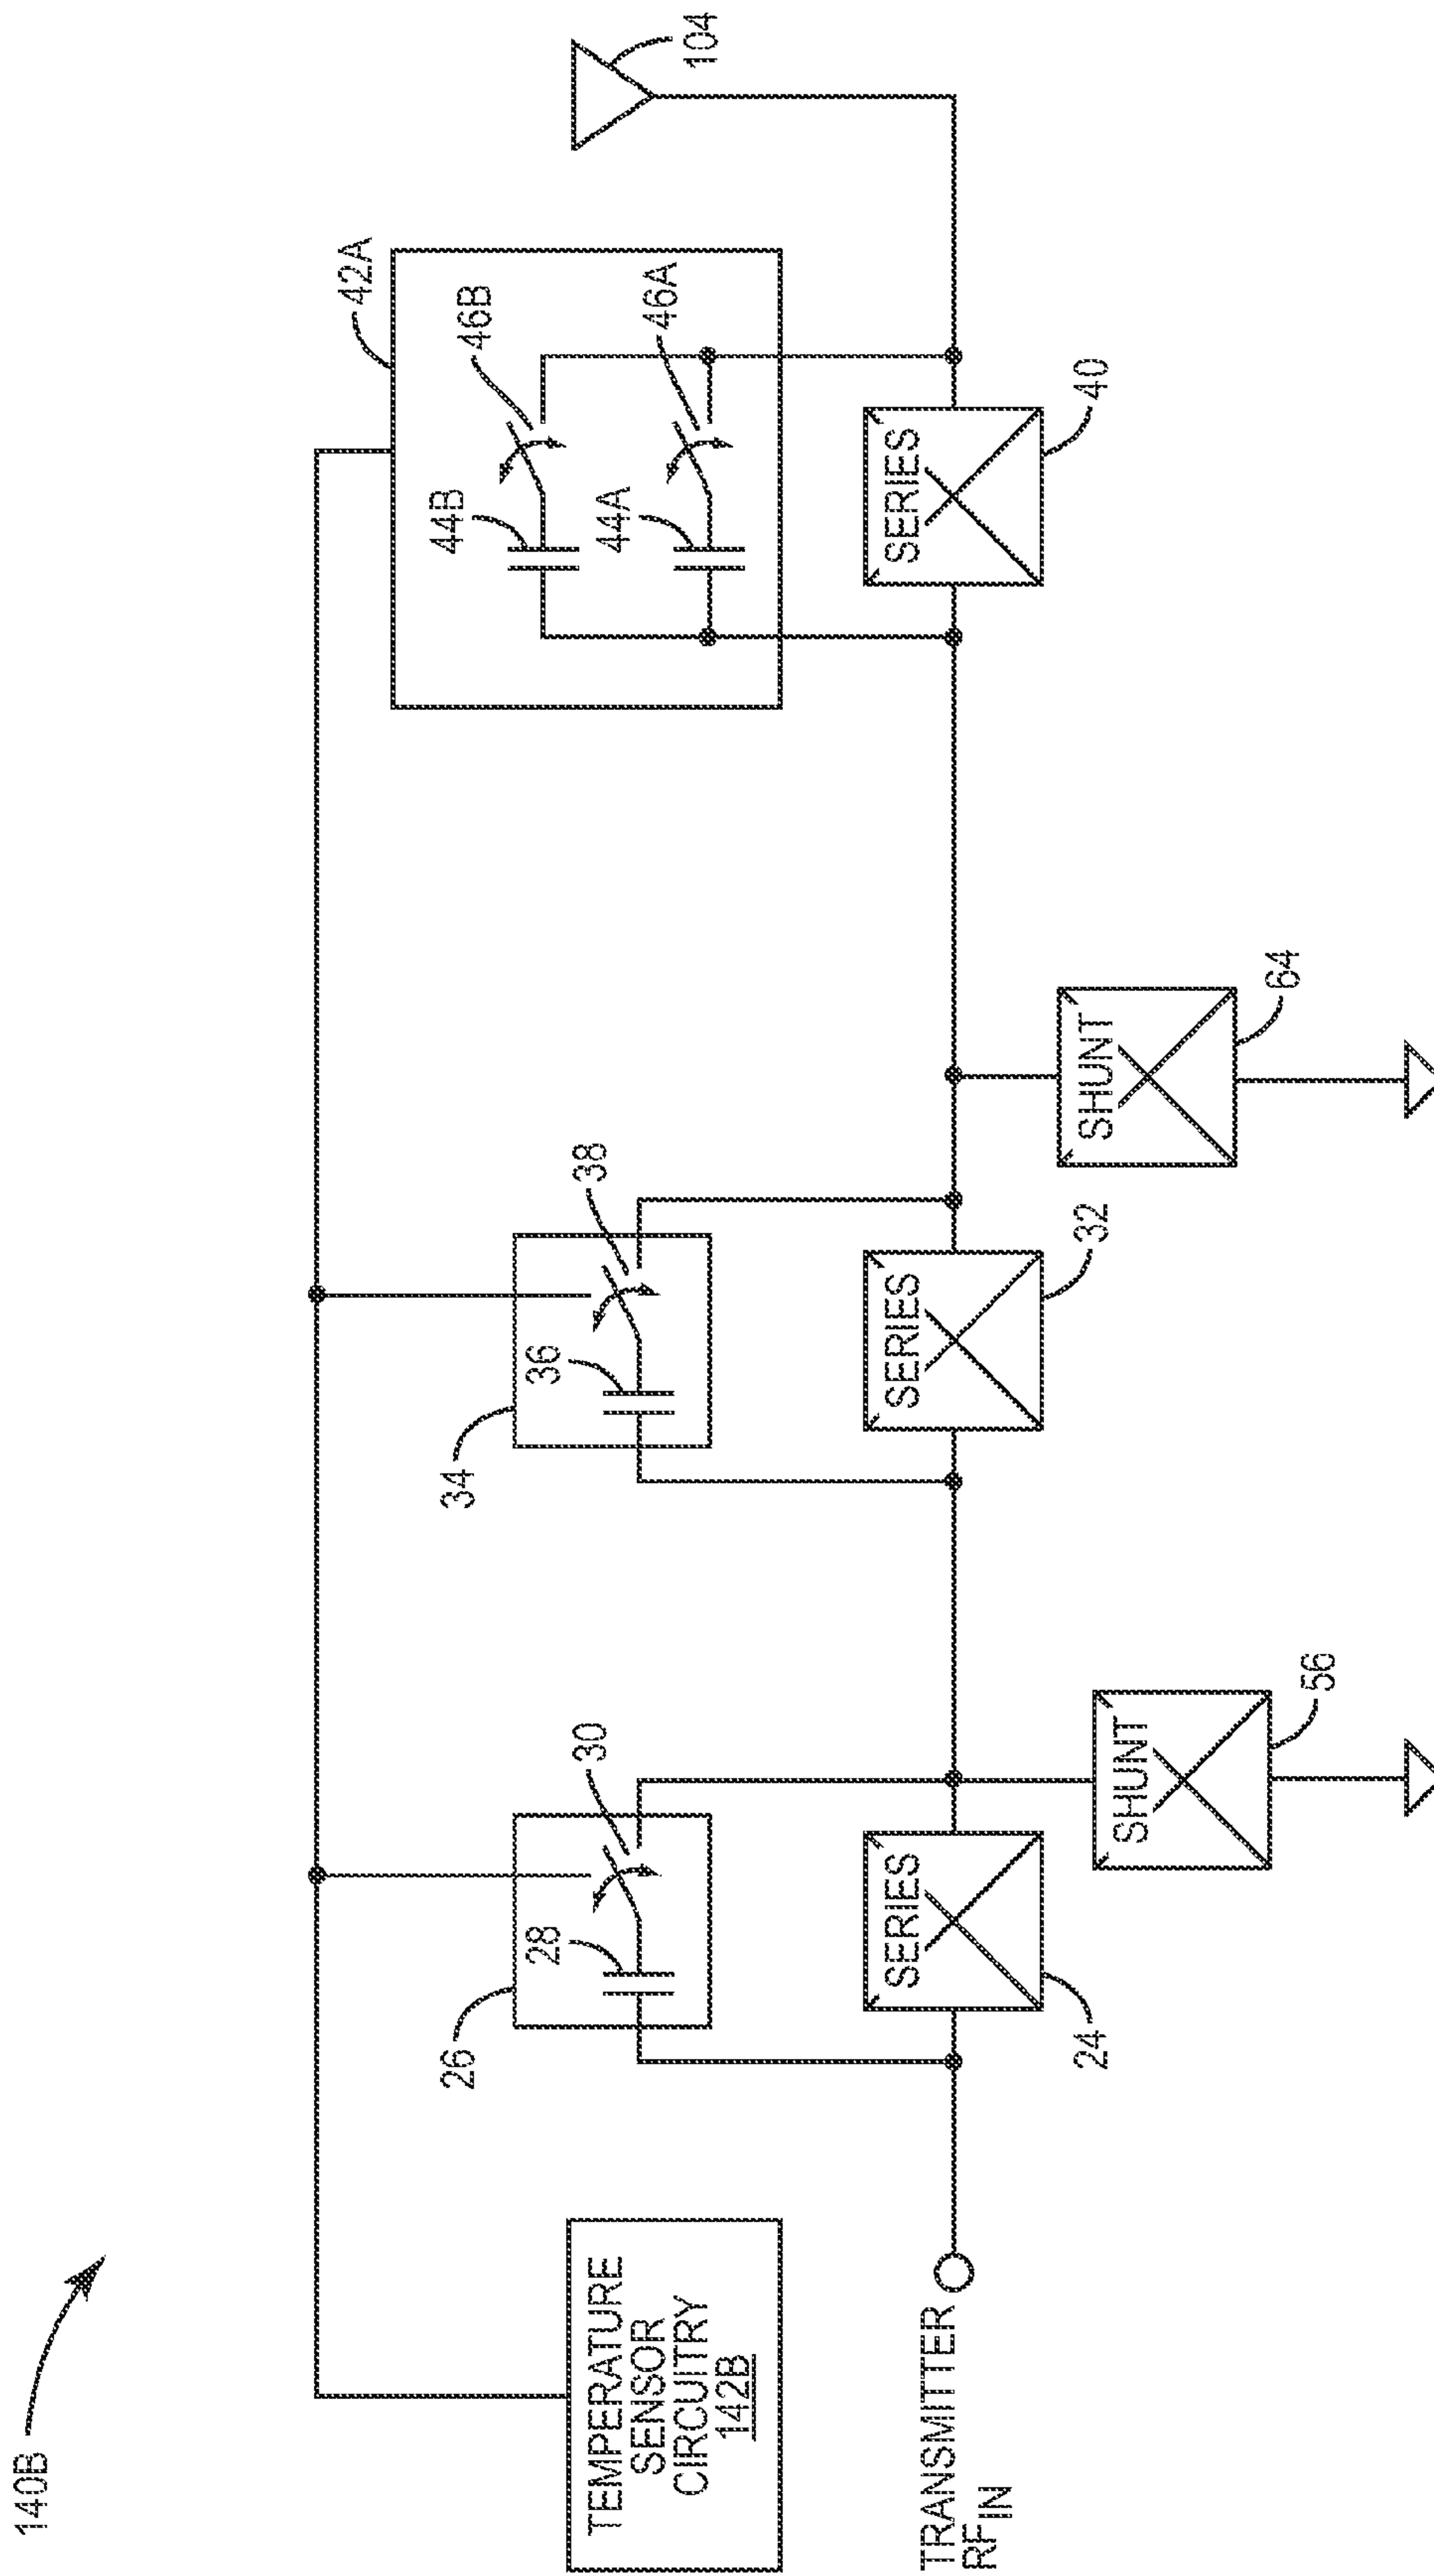 140B
TEMPERATURE
SENSOR
CIRCUITRY
142B
TRANSMITTER
RFIN
26
28
30
SERIES
24
SHUNT
56
34
36
38
SERIES
32
SHUNT
64
42A
44B
46B
44A
46A
SERIES
40
104